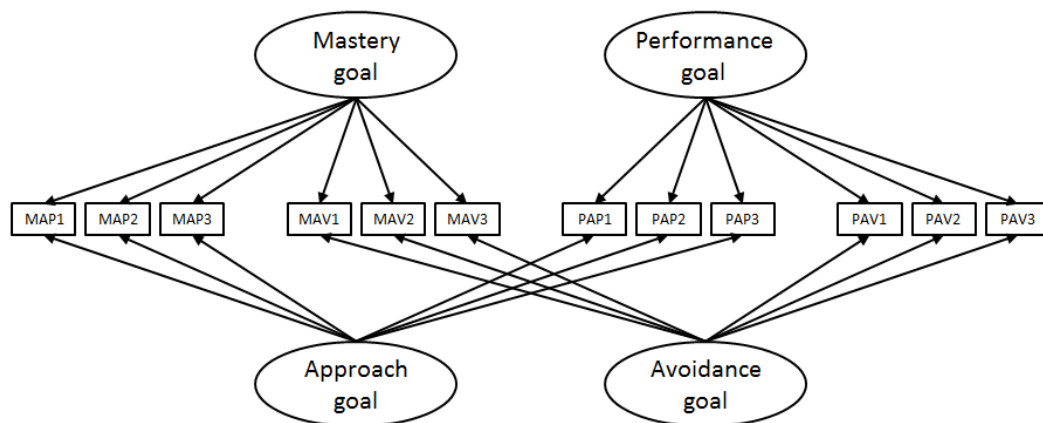 Mastery
goal
Performance
goal
MAP1 MAP2 MAP3 MAV1 MAV2 MAV3 PAP1 PAP2 PAP3 PAV1 PAV2 PAV3
Approach
goal
Avoidance
goal